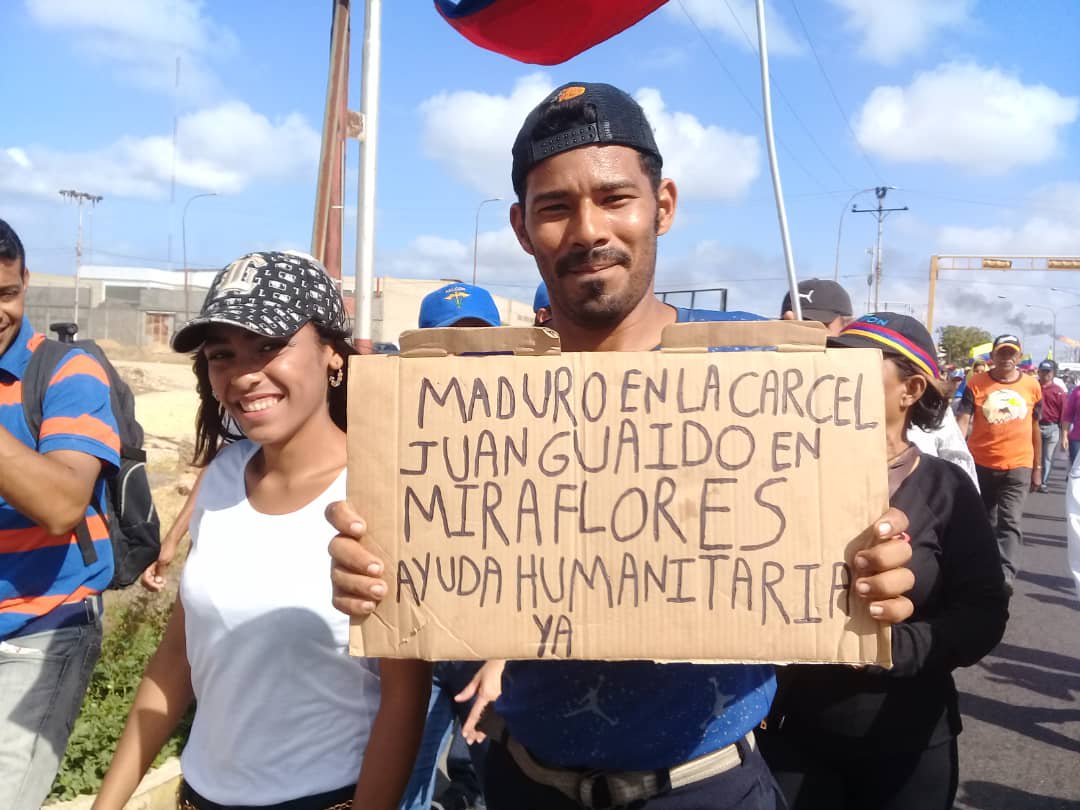 MADURO EN LA CARCEL
JUAN GUAIDO EN
MIRAFLORES
AYUDA HUMANITARIA
YA